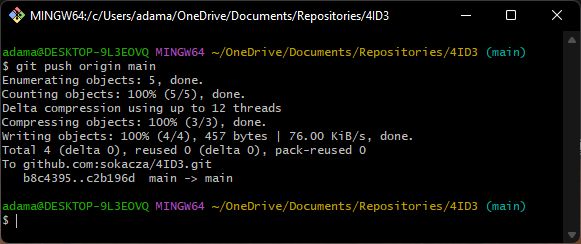 MINGW64:/c/Users/adama/OneDrive/Documents/Repositories/4ID3
adama@DESKTOP-9L3EOVQ MINGW64 ~/OneDrive/Documents/Repositories/4ID3 (main)
$ git push origin main
Enumerating objects: 5, done.
Counting objects: 100% (5/5), done.
Delta compression using up to 12 threads
Compressing objects: 100% (3/3), done.
Writing objects: 100% (4/4), 457 bytes | 76.00 KiB/s, done.
Total 4 (delta 0), reused 0 (delta 0), pack-reused 0
To github.com:sokacza/4ID3.git
   b8c4395..c2b196d  main -> main
adama@DESKTOP-9L3EOVQ MINGW64 ~/OneDrive/Documents/Repositories/4ID3 (main)
$